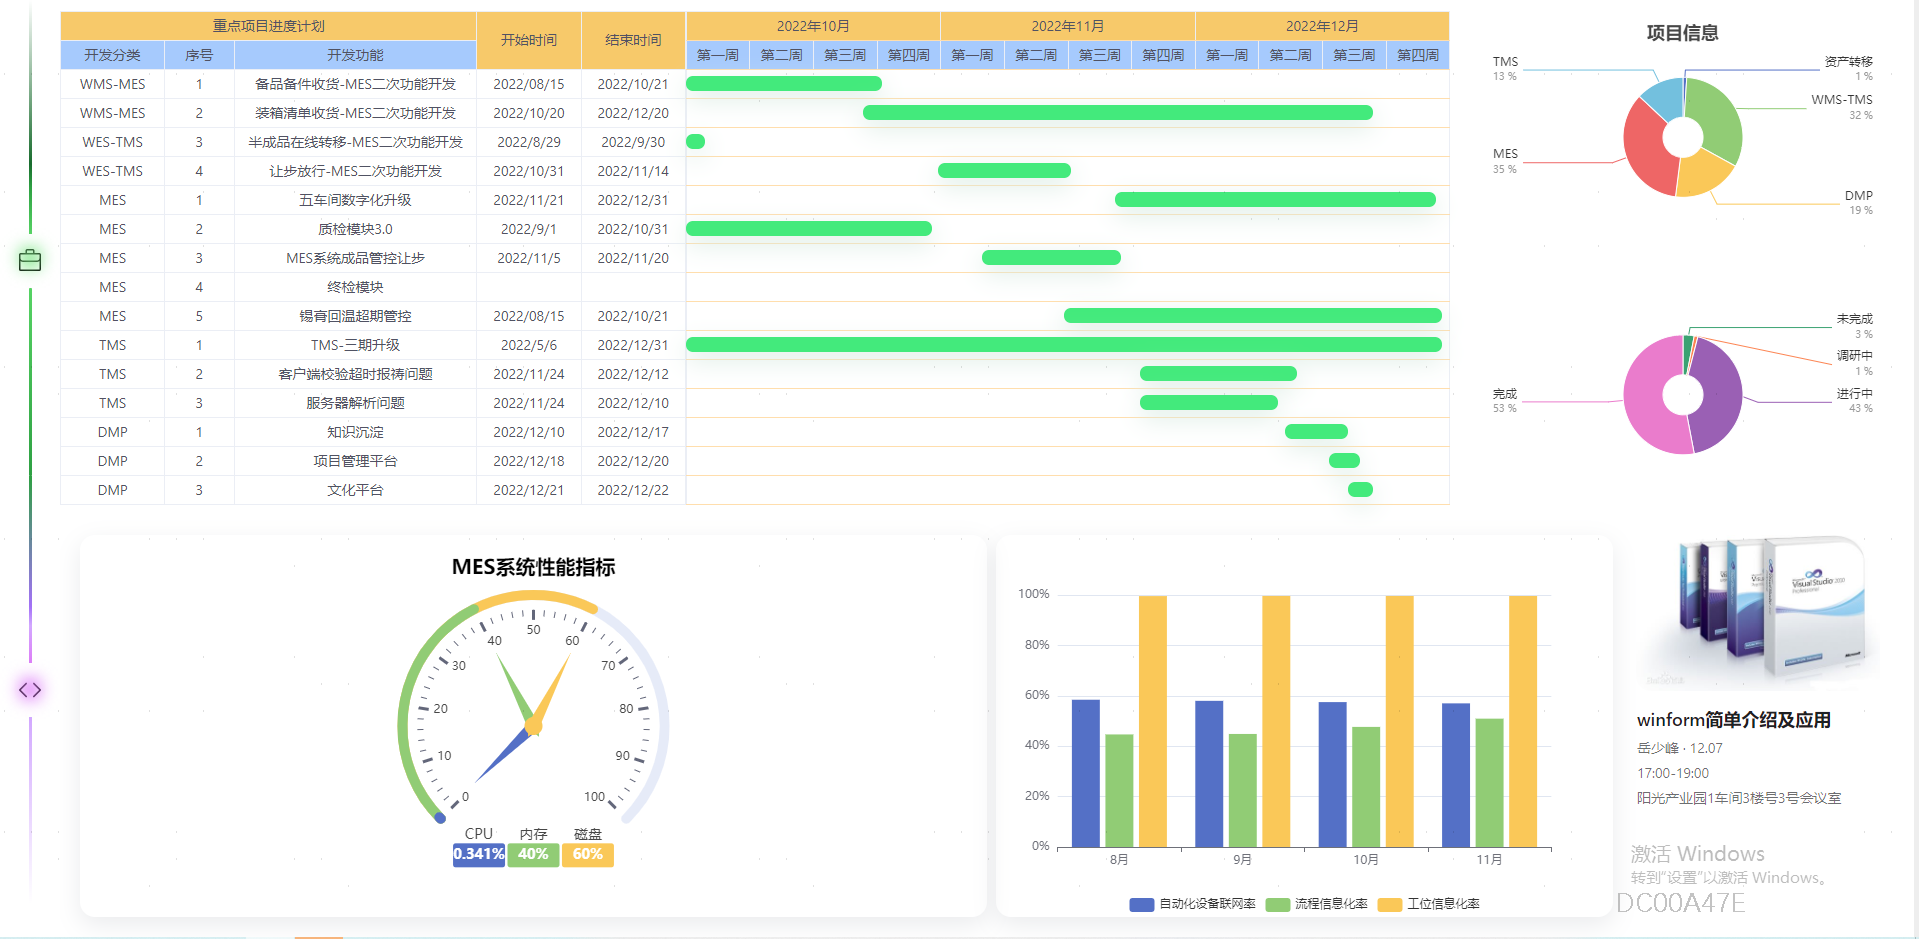 重点项目进度计划 开始时间 结束时间 2022年10月 2022年11月 2022年12月
开发分类 序号 开发功能 第一周 第二周 第三周 第四周 第一周 第二周 第三周 第四周 第一周 第二周 第三周 第四周
WMS-MES 1 备品备件收货-MES二次功能开发 2022/08/15 2022/10/21
WMS-MES 2 装箱清单收货-MES二次功能开发 2022/10/20 2022/12/20
WES-TMS 3 半成品在线转移-MES二次功能开发 2022/8/29 2022/9/30
WES-TMS 4 让步放行-MES二次功能开发 2022/10/31 2022/11/14
MES 1 五车间数字化升级 2022/11/21 2022/12/31
MES 2 质检模块3.0 2022/9/1 2022/10/31
MES 3 MES系统成品管控让步 2022/11/5 2022/11/20
MES 4 终检模块
MES 5 锡膏回温超期管控 2022/08/15 2022/10/21
TMS 1 TMS-三期升级 2022/5/6 2022/12/31
TMS 2 客户端校验超时报祷问题 2022/11/24 2022/12/12
TMS 3 服务器解析问题 2022/11/24 2022/12/10
DMP 1 知识沉淀 2022/12/10 2022/12/17
DMP 2 项目管理平台 2022/12/18 2022/12/20
DMP 3 文化平台 2022/12/21 2022/12/22
项目信息
TMS
13 %
资产转移
1 %
WMS-TMS
32 %
MES
35 %
DMP
19 %
未完成
3 %
调研中
1 %
完成
53 %
进行中
43 %
MES系统性能指标
0
10
20
30
40
50
60
70
80
90
100
CPU 内存 磁盘
0.341% 40% 60%
100%
80%
60%
40%
20%
0%
8月 9月 10月 11月
自动化设备联网率 流程信息化率 工位信息化率
Visual Studio 2010
Professional
Microsoft
winform简单介绍及应用
岳少峰 · 12.07
17:00-19:00
阳光产业园1车间3楼号3号会议室
激活 Windows
转到"设置"以激活 Windows。
DC00A47E